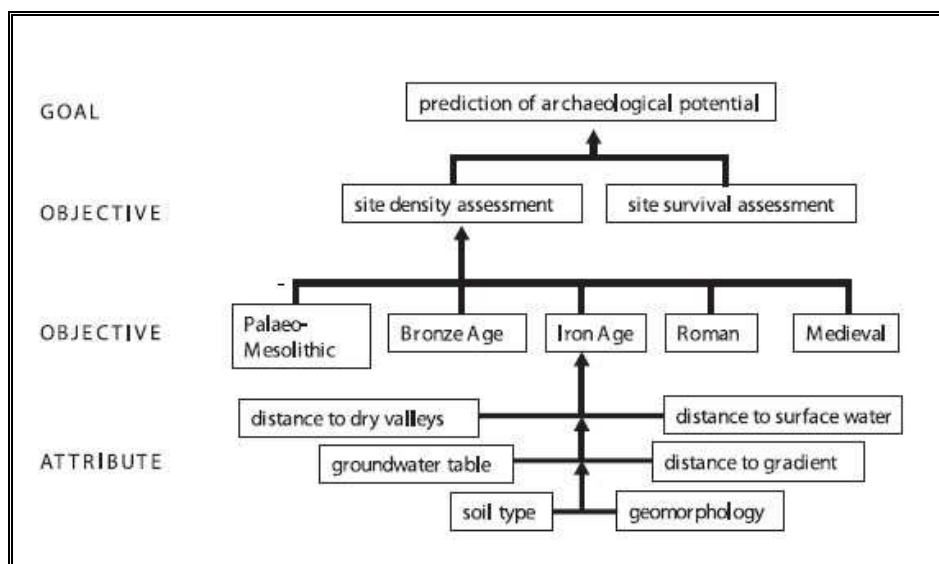 GOAL
prediction of archaeological potential
OBJECTIVE
site density assessment
site survival assessment
OBJECTIVE
Palaeo-
Mesolithic
Bronze Age
Iron Age
Roman
Medieval
ATTRIBUTE
distance to dry valleys
distance to surface water
groundwater table
distance to gradient
soil type
geomorphology